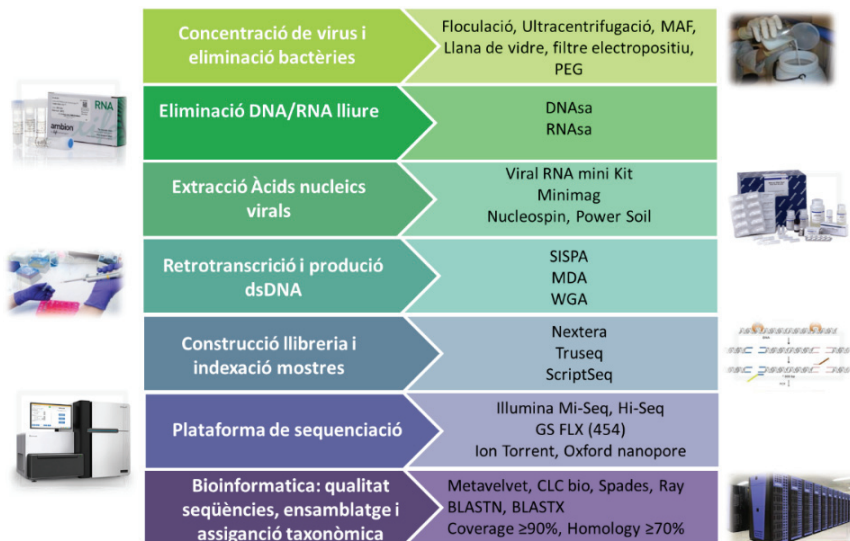 Concentració de virus i
eliminació bactèries
Floculació, Ultracentrifugació, MAF,
Llana de vidre, filtre electropositiu,
PEG
RNA
ambion
Eliminació DNA/RNA lliure
DNAsa
RNAsa
Extracció Àcids nucleics
virals
Viral RNA mini Kit
Minimag
Nucleospin, Power Soil
Retrotranscrició i produció
dsDNA
SISPA
MDA
WGA
Construcció llibreria i
indexació mostres
Nextera
Truseq
ScriptSeq
Plataforma de sequenciació
Illumina Mi-Seq, Hi-Seq
GS FLX (454)
Ion Torrent, Oxford nanopore
Bioinformatica: qualitat
seqüències, ensamblatge i
assigançió taxonòmica
Metavelvet, CLC bio, Spades, Ray
BLASTN, BLASTX
Coverage ≥90%, Homology ≥70%